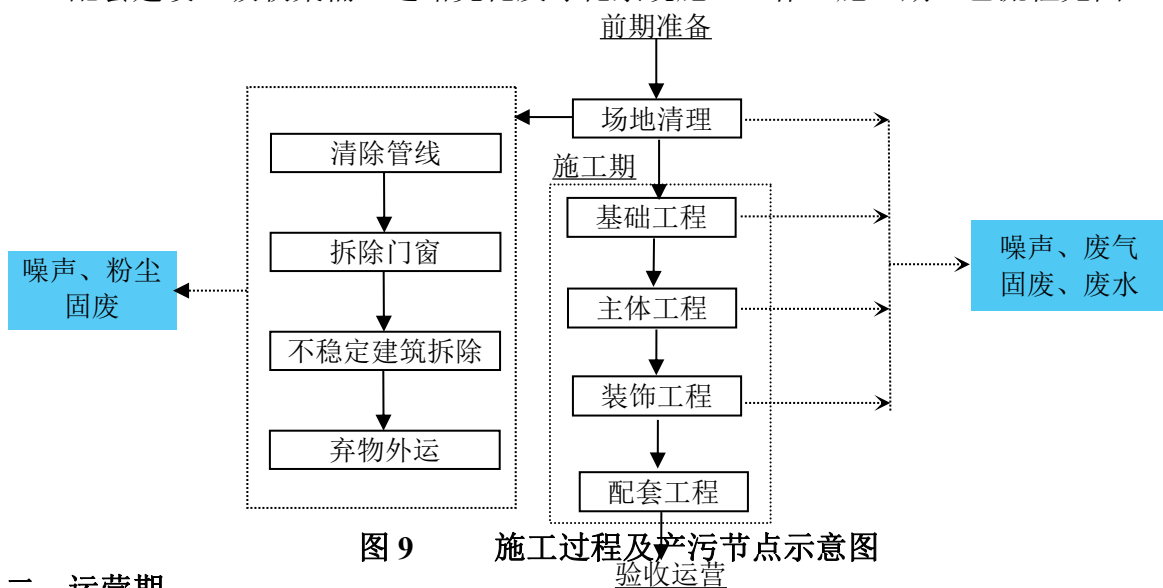 前期准备
场地清理
清除管线
施工期
基础工程
拆除门窗
噪声、粉尘
固废
噪声、废气
固废、废水
主体工程
不稳定建筑拆除
装饰工程
弃物外运
配套工程
图 9 施工过程及产污节点示意图
验收运营
运营期